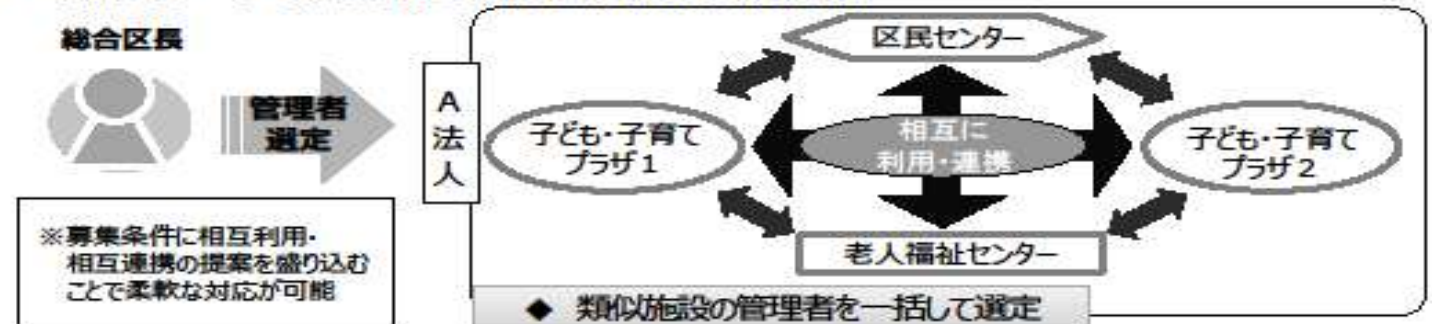 総合区長
管理者
選定
A
法
人
区民センター
子ども・子育て
プラザ1
相互に
利用・連携
子ども・子育て
プラザ2
老人福祉センター
※募集条件に相互利用・
相互連携の提案を盛り込む
ことで柔軟な対応が可能
◆ 類似施設の管理者を一括して選定